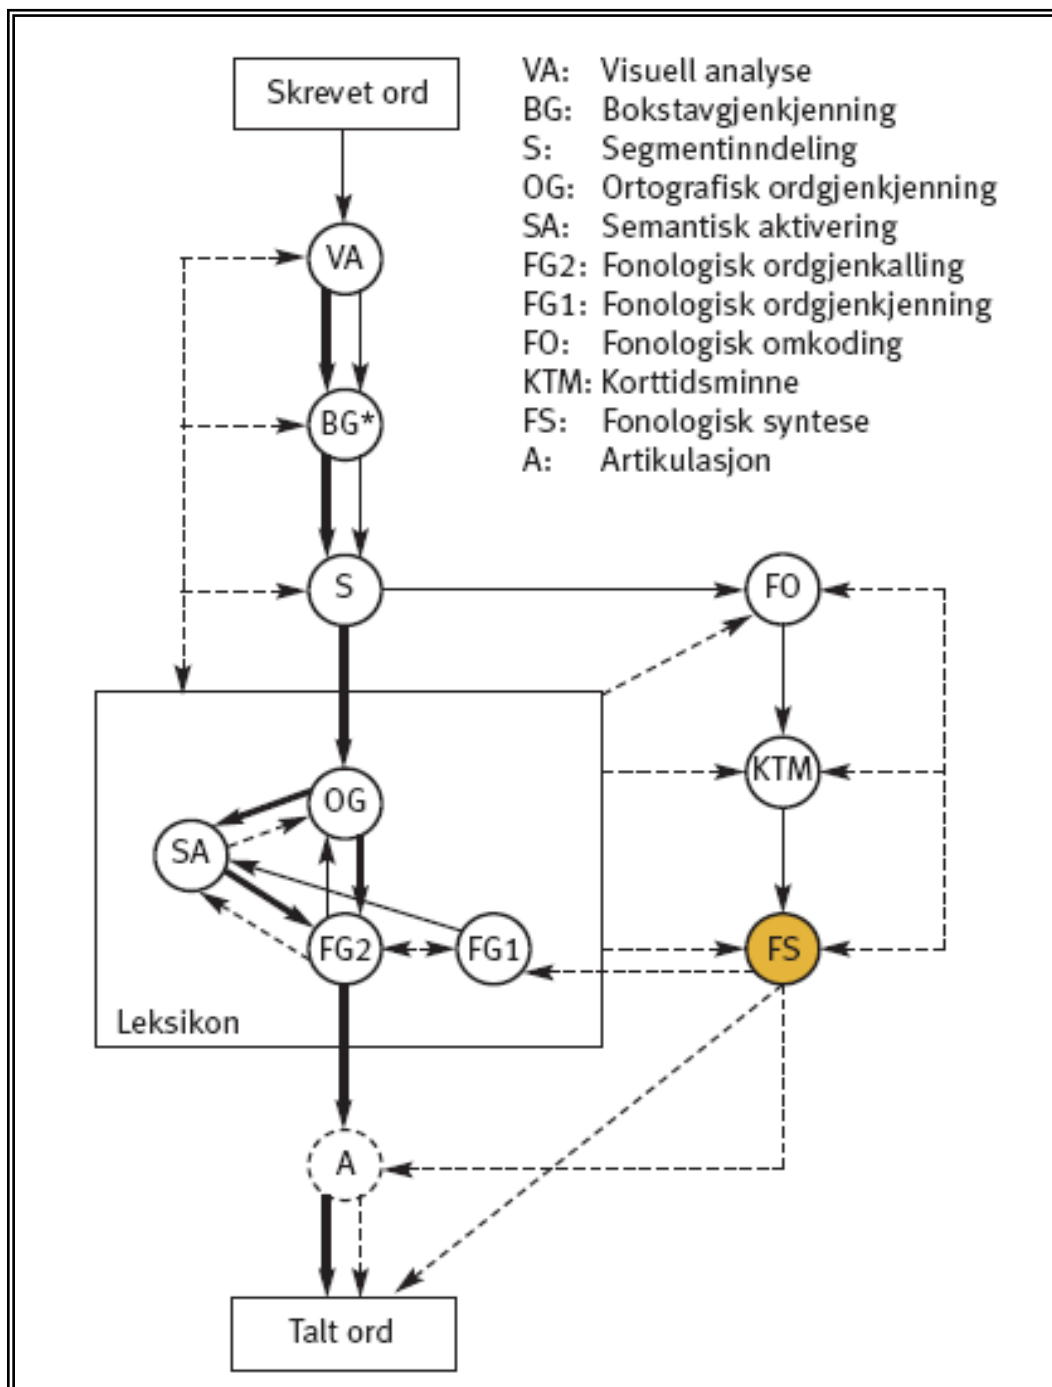 Skrevet ord
VA: Visuell analyse
BG: Bokstavgjenkjenning
S: Segmentinndeling
OG: Ortografisk ordgjenkjenning
SA: Semantisk aktivering
FG2: Fonologisk ordgjenkalling
FG1: Fonologisk ordgjenkjenning
FO: Fonologisk omkoding
KTM: Korttidsminne
FS: Fonologisk syntese
A: Artikulasjon
VA
BG*
S
FO
KTM
OG
SA
FG2
FG1
FS
Leksikon
A
Talt ord